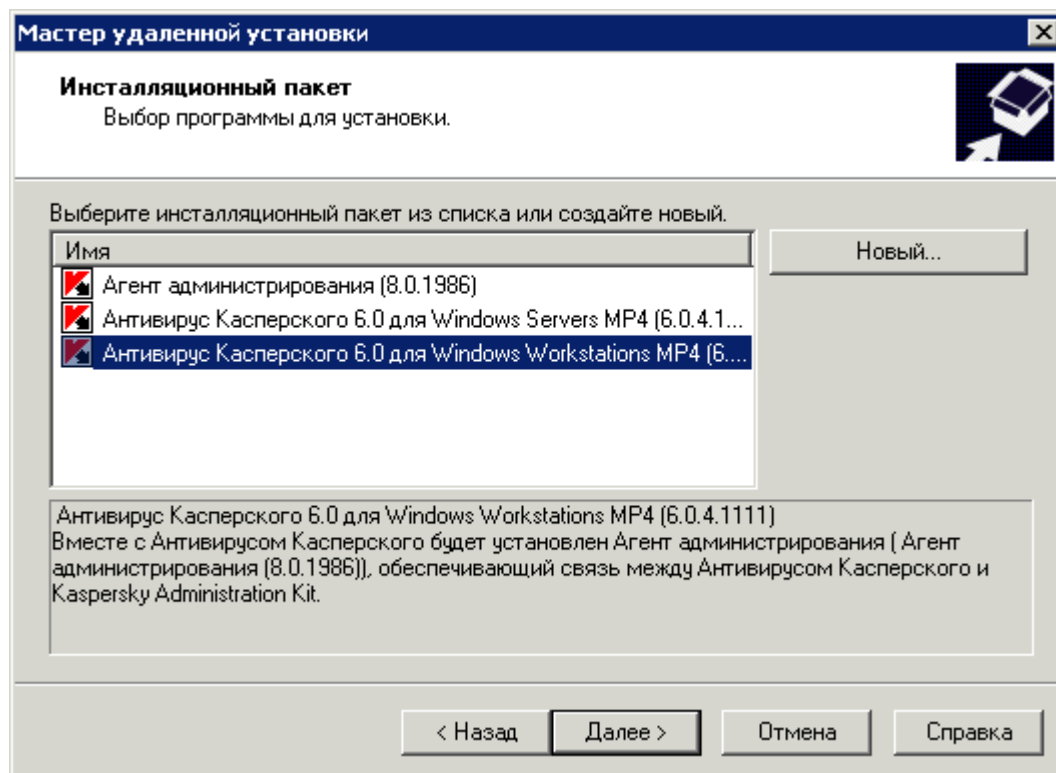 Мастер удаленной установки
Инсталляционный пакет
Выбор программы для установки.
Выберите инсталляционный пакет из списка или создайте новый.
Имя
Новый...
Агент администрирования (8.0.1986)
Антивирус Касперского 6.0 для Windows Servers MP4 (6.0.4.1...
Антивирус Касперского 6.0 для Windows Workstations MP4 (6....
Антивирус Касперского 6.0 для Windows Workstations MP4 (6.0.4.1111)
Вместе с Антивирусом Касперского будет установлен Агент администрирования ( Агент
администрирования (8.0.1986)), обеспечивающий связь между Антивирусом Касперского и
Kaspersky Administration Kit.
< Назад
Далее >
Отмена
Справка